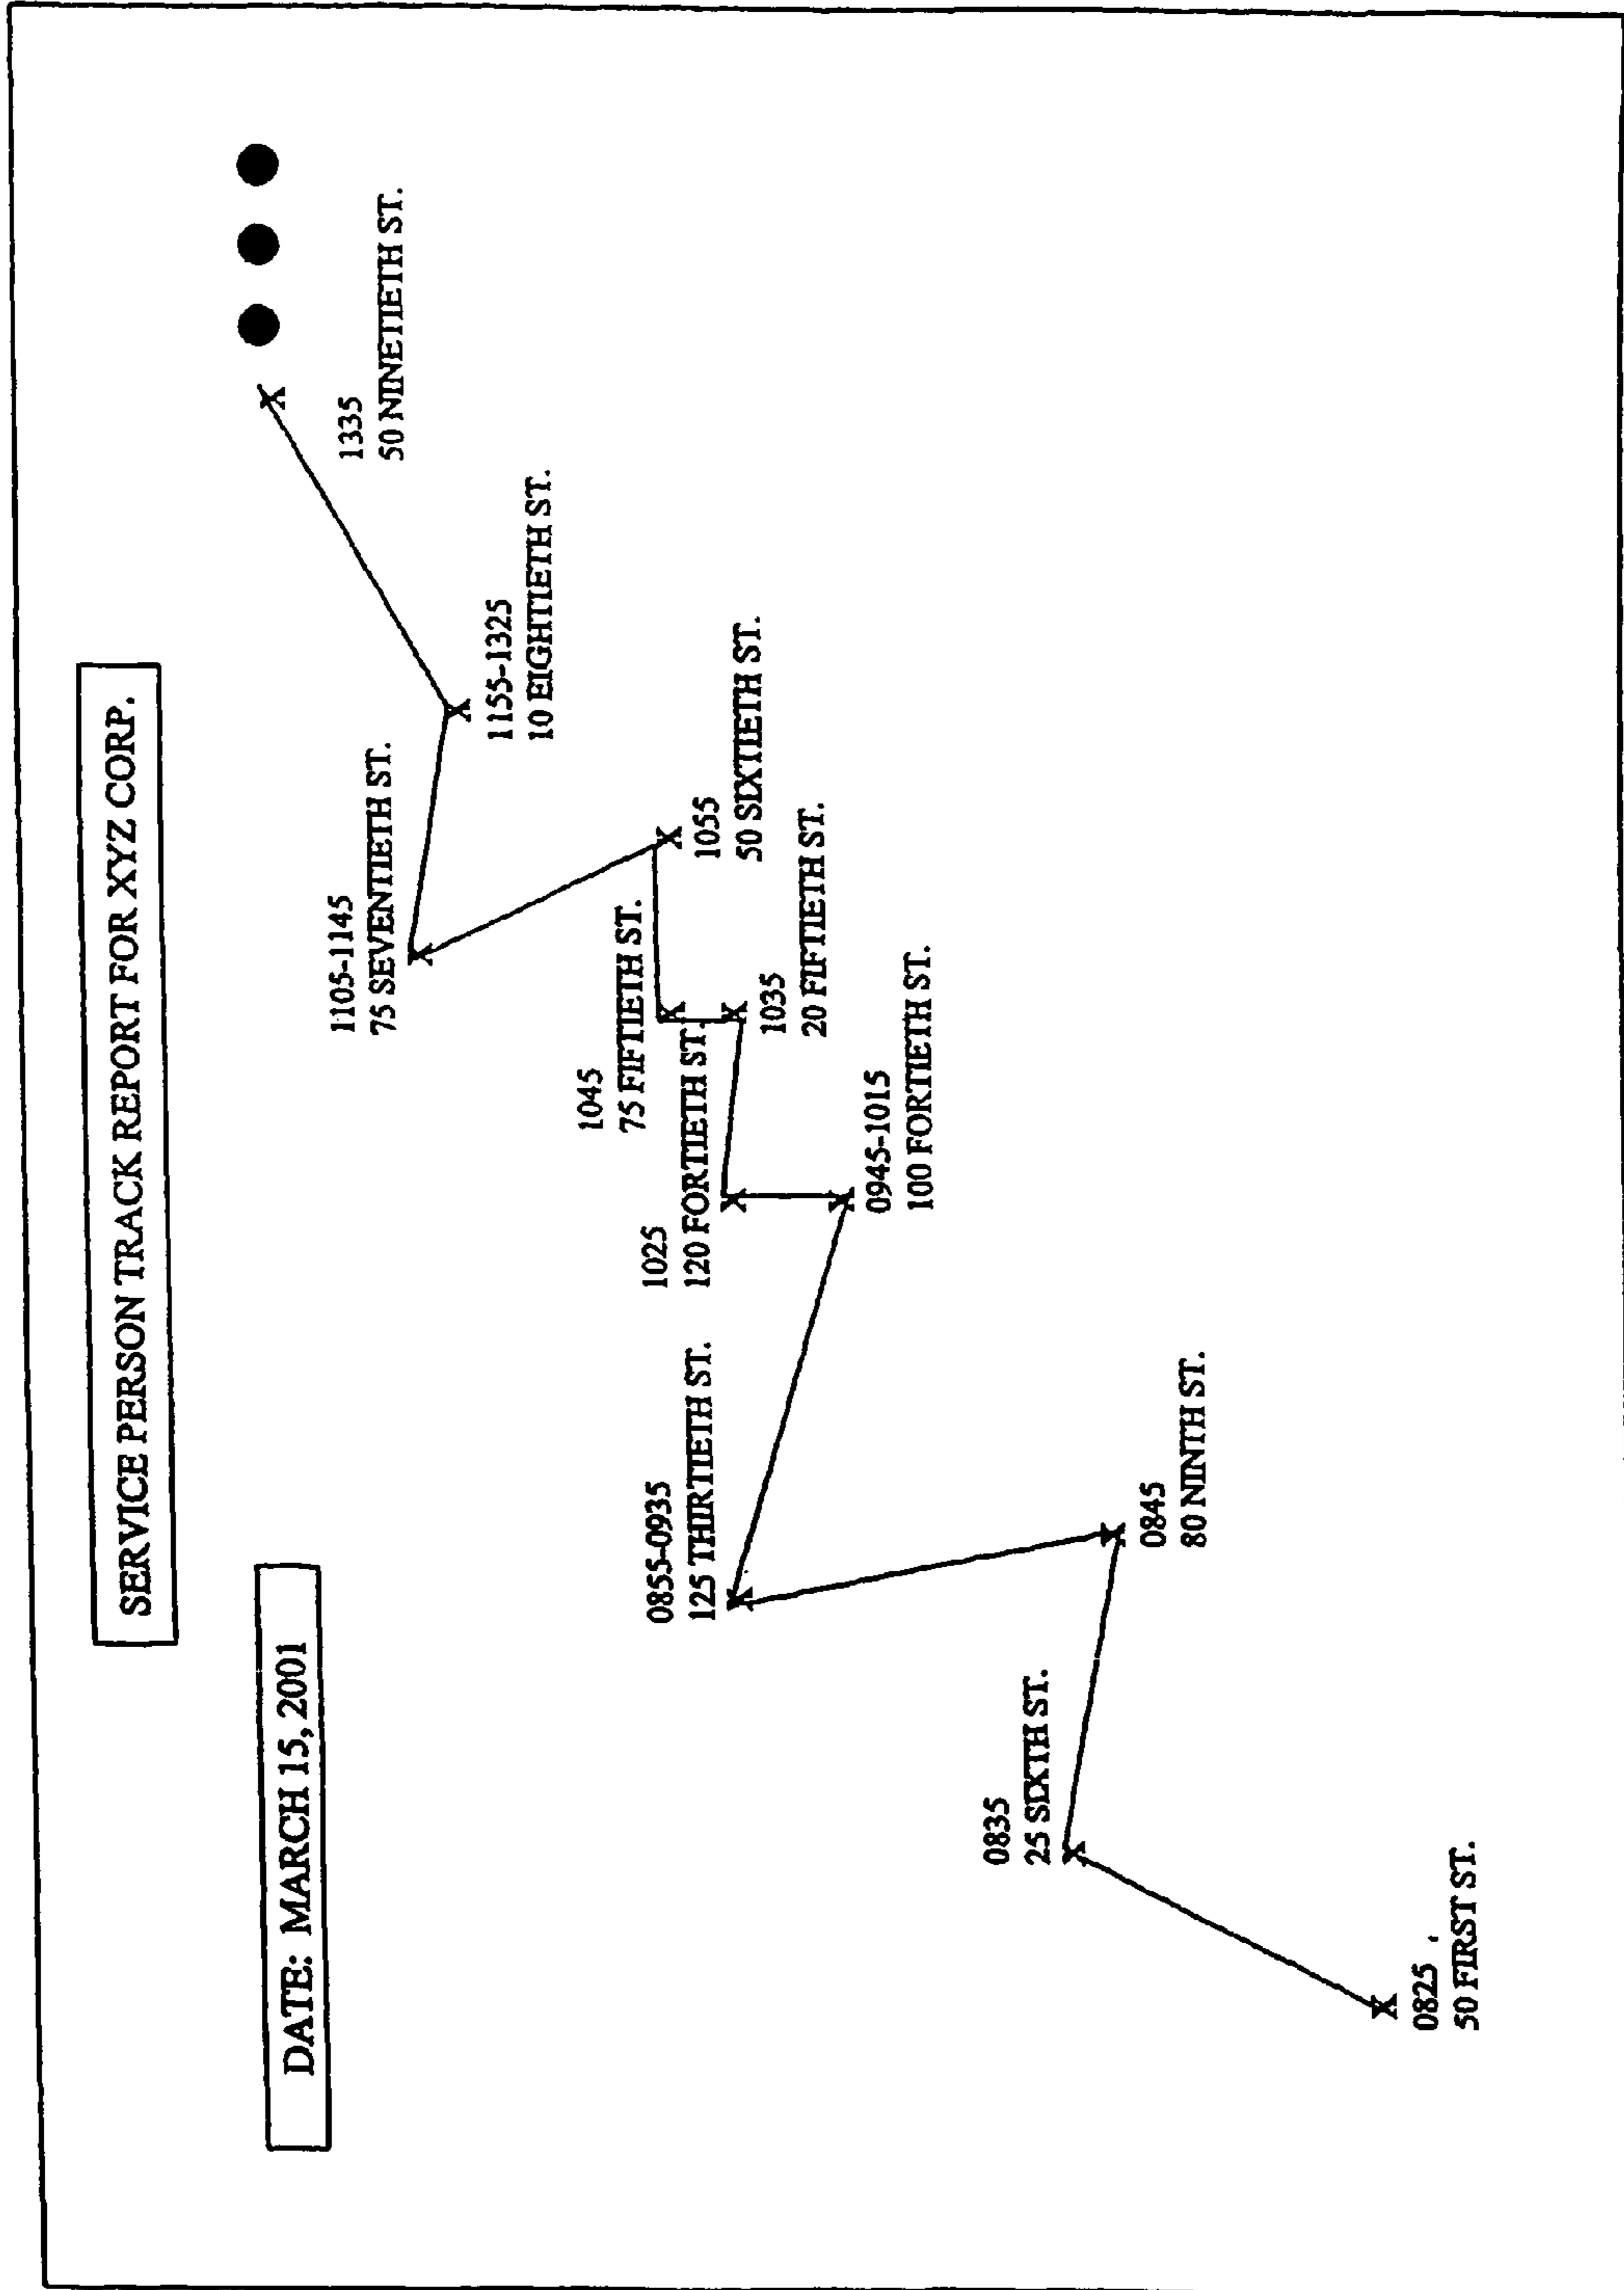 SERVICE PERSON TRACK REPORT FOR XYZ CORP.
DATE: MARCH 15, 2001
0825
50 FIRST ST.
0835
25 SIXTH ST.
0845
80 NINTH ST.
0855-0935
125 THIRTIETH ST.
0945-1015
100 FORTIETH ST.
1025
120 FORTIETH ST.
1035
20 FIFTIETH ST.
1045
75 FIFTIETH ST.
1055
50 SIXTIETH ST.
1105-1145
75 SEVENTIETH ST.
1155-1325
10 EIGHTIETH ST.
1335
50 NINETIETH ST.